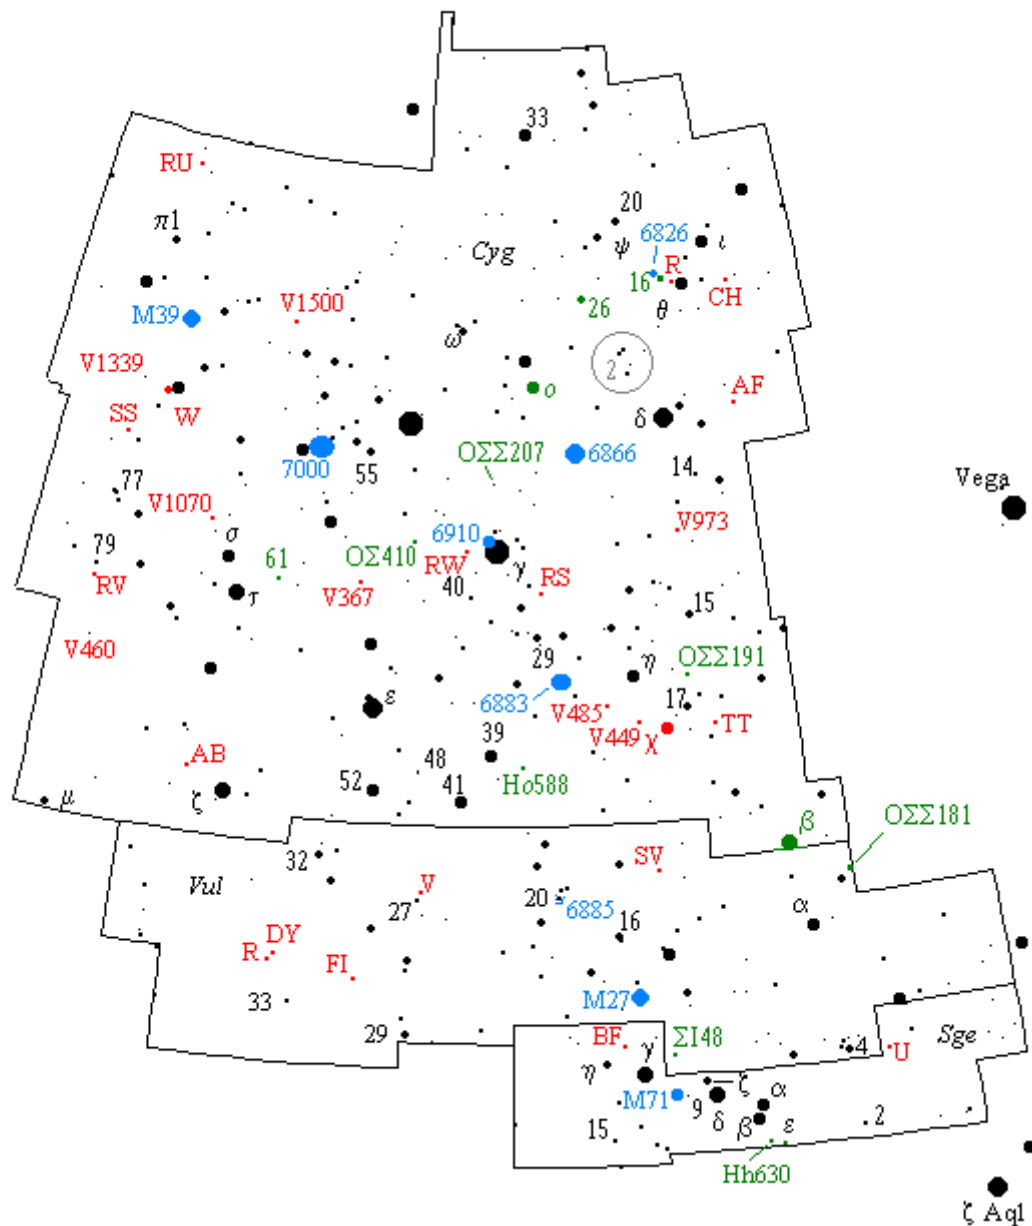 33
RU
20
π1
6826
ψ
ι
Cyg
R
16
CH
26
θ
M39
V1500
ω
2
V1339
AF
ο
W
δ
SS
ΟΣΣ207
6866
7000
55
14
77
Vega
V1070
V973
6910
σ
79
ΟΣ410
RW
γ
61
RS
RV
V367
40
15
τ
V460
29
η
ΟΣΣ191
ε
6883
17
V485
V449
χ
TT
39
AB
48
Ho588
52
41
ζ
μ
β
ΟΣΣ181
32
SV
Vul
V
20
27
6885
α
16
DY
R
FI
33
M27
29
BF
ΣI48
Sge
γ
4
U
η
ζ
M71
9
δ
α
β
15
ε
2
Hh630
ζ Aql